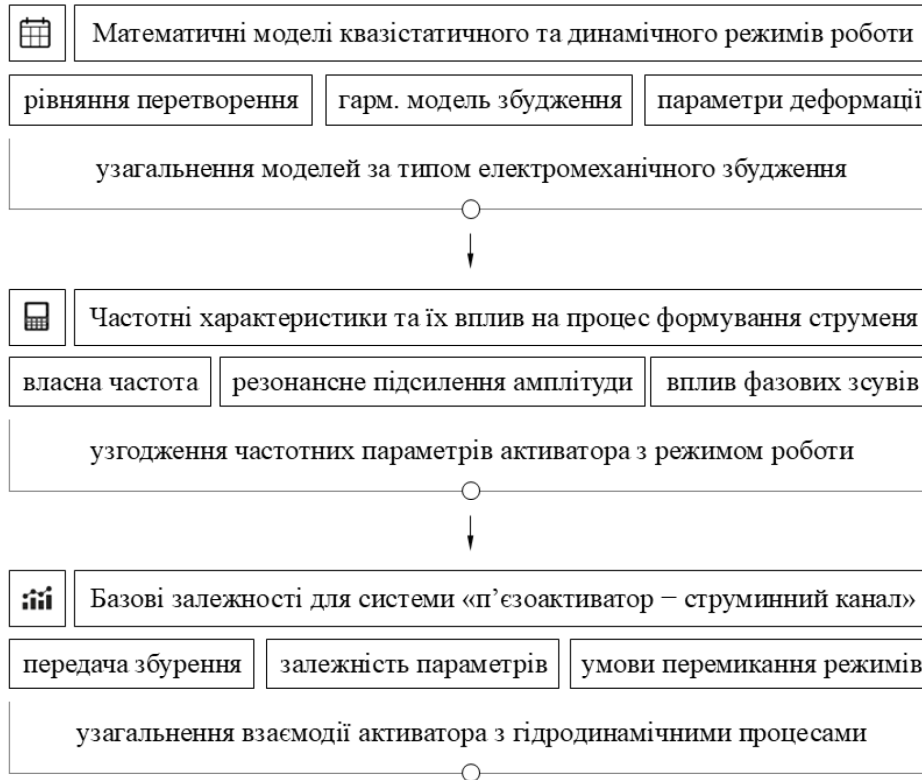 Математичні моделі квазістатичного та динамічного режимів роботи
рівняння перетворення
гарм. модель збудження
параметри деформації
узагальнення моделей за типом електромеханічного збудження
Частотні характеристики та їх вплив на процес формування струменя
власна частота
резонансне підсилення амплітуди
вплив фазових зсувів
узгодження частотних параметрів активатора з режимом роботи
Базові залежності для системи «п’єзоактиватор − струминний канал»
передача збурення
залежність параметрів
умови перемикання режимів
узагальнення взаємодії активатора з гідродинамічними процесами